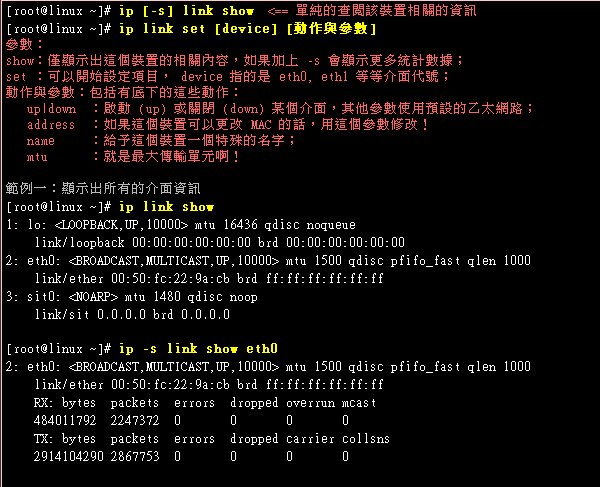 [root@linux ~]# ip [-s] link show <== 單純的查閱該裝置相關的資訊
[root@linux ~]# ip link set [device] [動作與參數]
參數：
show：僅顯示出這個裝置的相關內容，如果加上 -s 會顯示更多統計數據；
set ：可以開始設定項目， device 指的是 eth0, eth1 等等介面代號；
動作與參數：包括有底下的這些動作：
up|down ：啟動 (up) 或關閉 (down) 某個介面，其他參數使用預設的乙太網路；
address ：如果這個裝置可以更改 MAC 的話，用這個參數修改！
name ：給予這個裝置一個特殊的名字；
mtu ：就是最大傳輸單元啊！
範例一：顯示出所有的介面資訊
[root@linux ~]# ip link show
1: lo: <LOOPBACK,UP,10000> mtu 16436 qdisc noqueue
link/loopback 00:00:00:00:00:00 brd 00:00:00:00:00:00
2: eth0: <BROADCAST,MULTICAST,UP,10000> mtu 1500 qdisc pfifo_fast qlen 1000
link/ether 00:50:fc:22:9a:cb brd ff:ff:ff:ff:ff:ff
3: sit0: <NOARP> mtu 1480 qdisc noop
link/sit 0.0.0.0 brd 0.0.0.0
[root@linux ~]# ip -s link show eth0
2: eth0: <BROADCAST,MULTICAST,UP,10000> mtu 1500 qdisc pfifo_fast qlen 1000
link/ether 00:50:fc:22:9a:cb brd ff:ff:ff:ff:ff:ff
RX: bytes packets errors dropped overrun mcast
484011792 2247372 0 0 0 0
TX: bytes packets errors dropped carrier collsns
2914104290 2867753 0 0 0 0